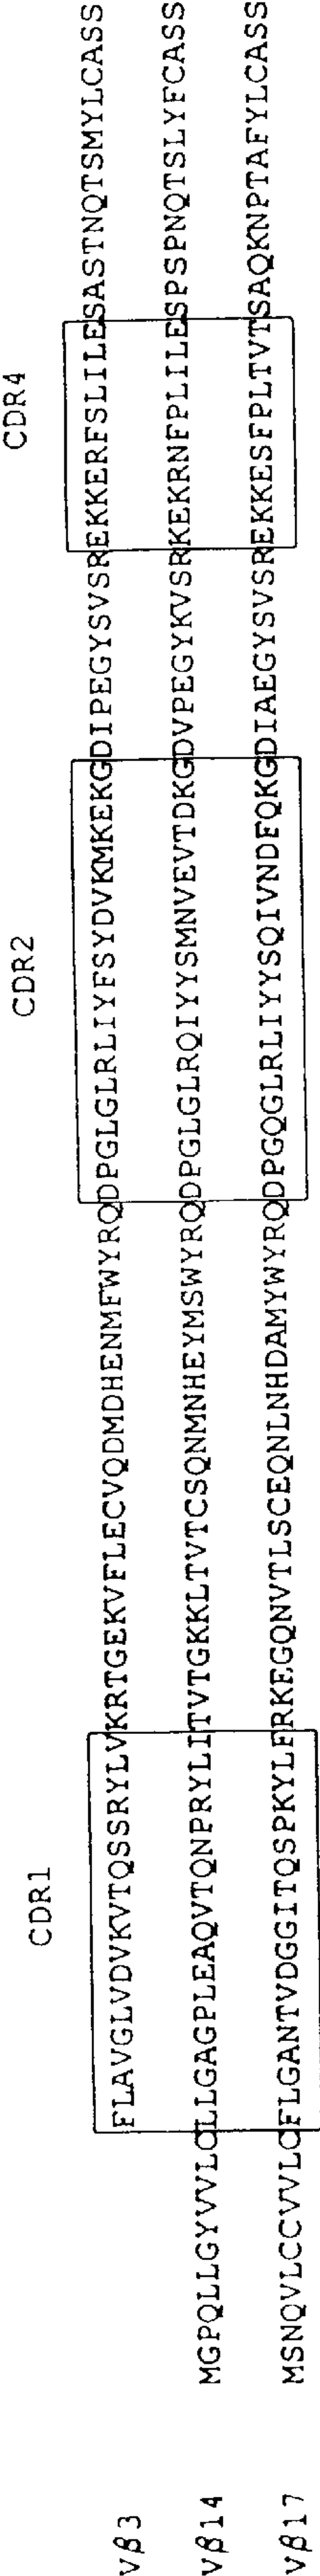 CDR1 CDR2 CDR4
Vβ3 FLAVGLVDVKVTQSSRYLVKRTGEKVFLECVQDMDHENMFWYRQDPGLGLRLIYFSYDVKMKEKGDIPEGYSVSREKKERFSLILESASTNQTSMYLCASS
Vβ14 MGPQLLGYVVLCLLGAGPLEAQVTQNPRYLITVTGKKLTVTCSQNMNHEYMSWYRQDPGLGLRQIYYSMNVEVTDKGDVPEGYKVSRKEKRNFPLILESPSPNQTSLYFCASS
Vβ17 MSNQVLCCVVLCFLGANTVDGGITQSPKYLFRKEGQNVTLSCEQNLNHDAMYWYRQDPGQGLRLIYYSQIVNDFQKGDIAEGYSVSREKKESFPLTVTSAQKNPTAFYLCASS